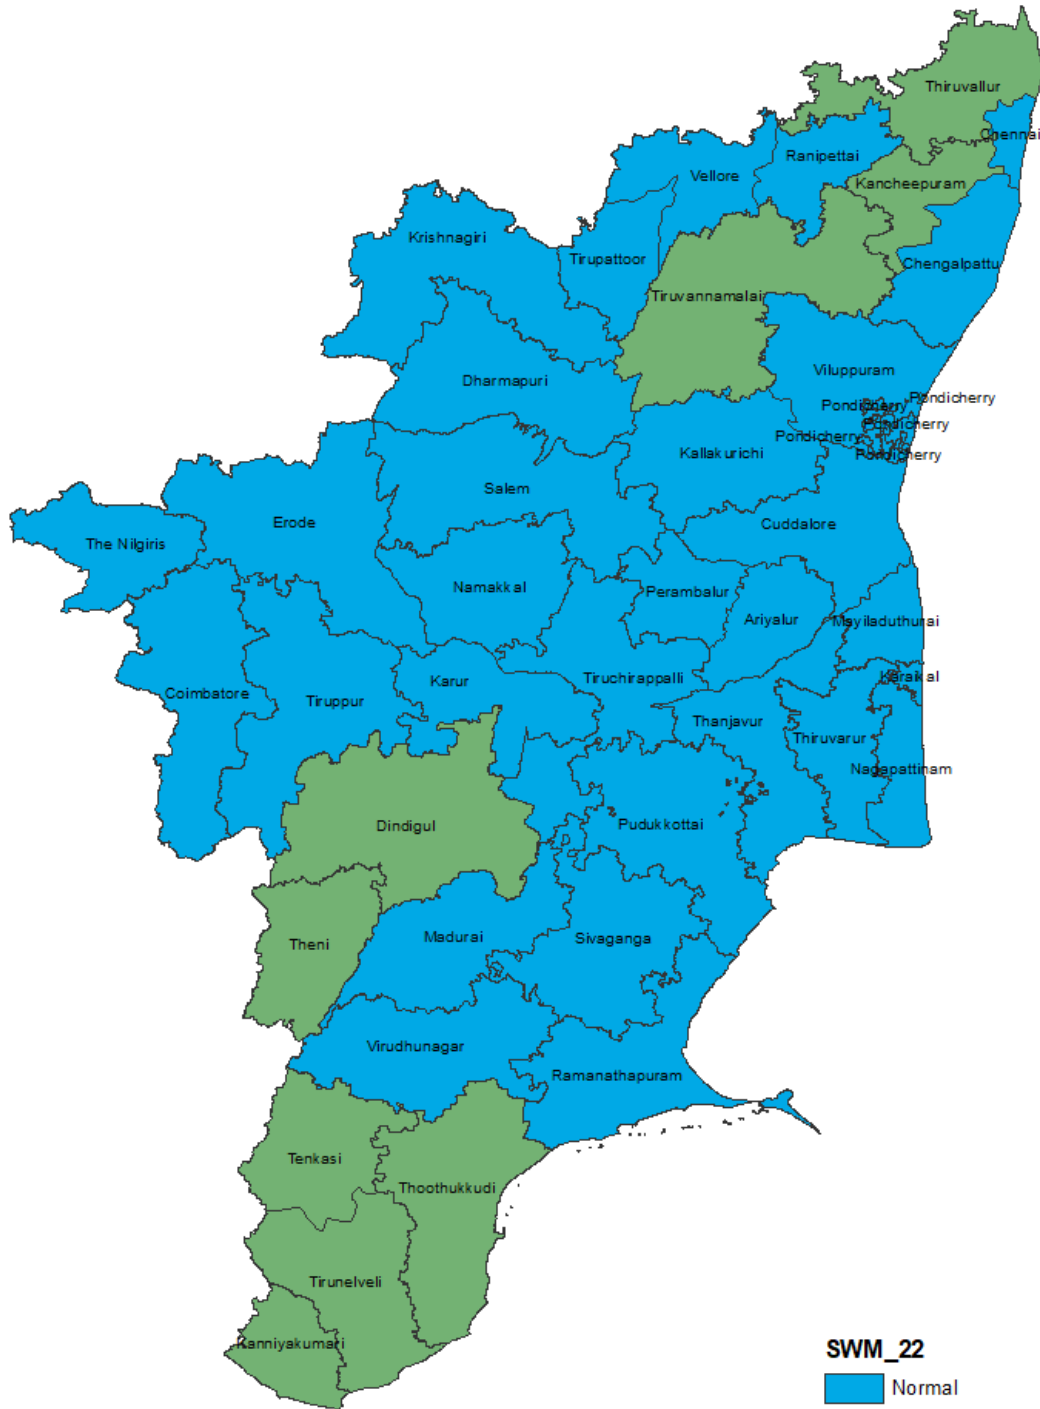 Thiruvallur
Chennai
Ranipettai
Vellore
Kancheepuram
Krishnagiri
Tirupattoor
Chengalpattu
Tiruvannamalai
Viluppuram
Dharmapuri
Pondicherry
Pondicherry
Pondicherry
Pondicherry
Pondicherry
Kallakurichi
Salem
Erode
Cuddalore
The Nilgiris
Namakkal
Perambalur
Ariyalur
Mayiladuthurai
Karaikal
Karur
Tiruchirappalli
Coimbatore
Tiruppur
Thanjavur
Thiruvarur
Nagapattinam
Dindigul
Pudukkottai
Madurai
Sivaganga
Theni
Virudhunagar
Ramanathapuram
Tenkasi
Thoothukkudi
Tirunelveli
Kanniyakumari
SWM_22
Normal